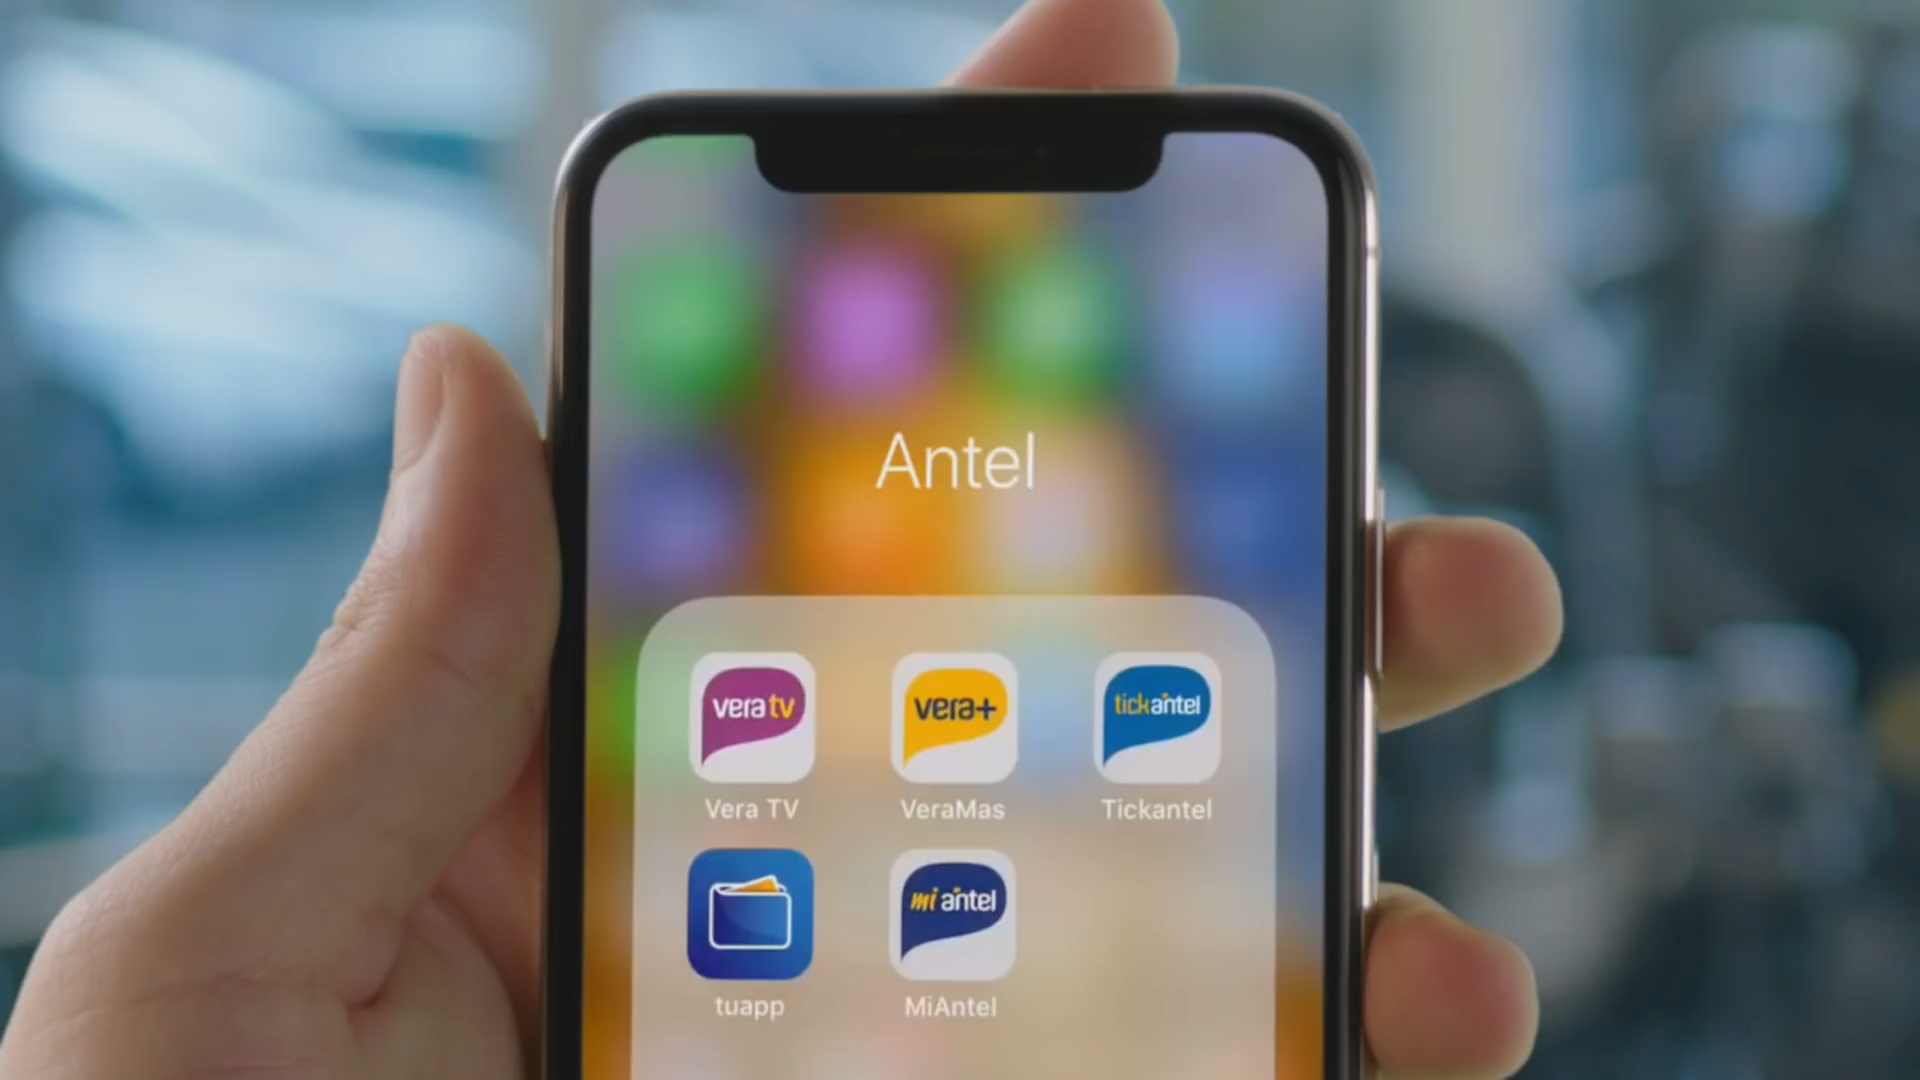 Antel
vera tv
vera+
tickantel
Vera TV
VeraMas
Tickantel
mi antel
tuapp
MiAntel